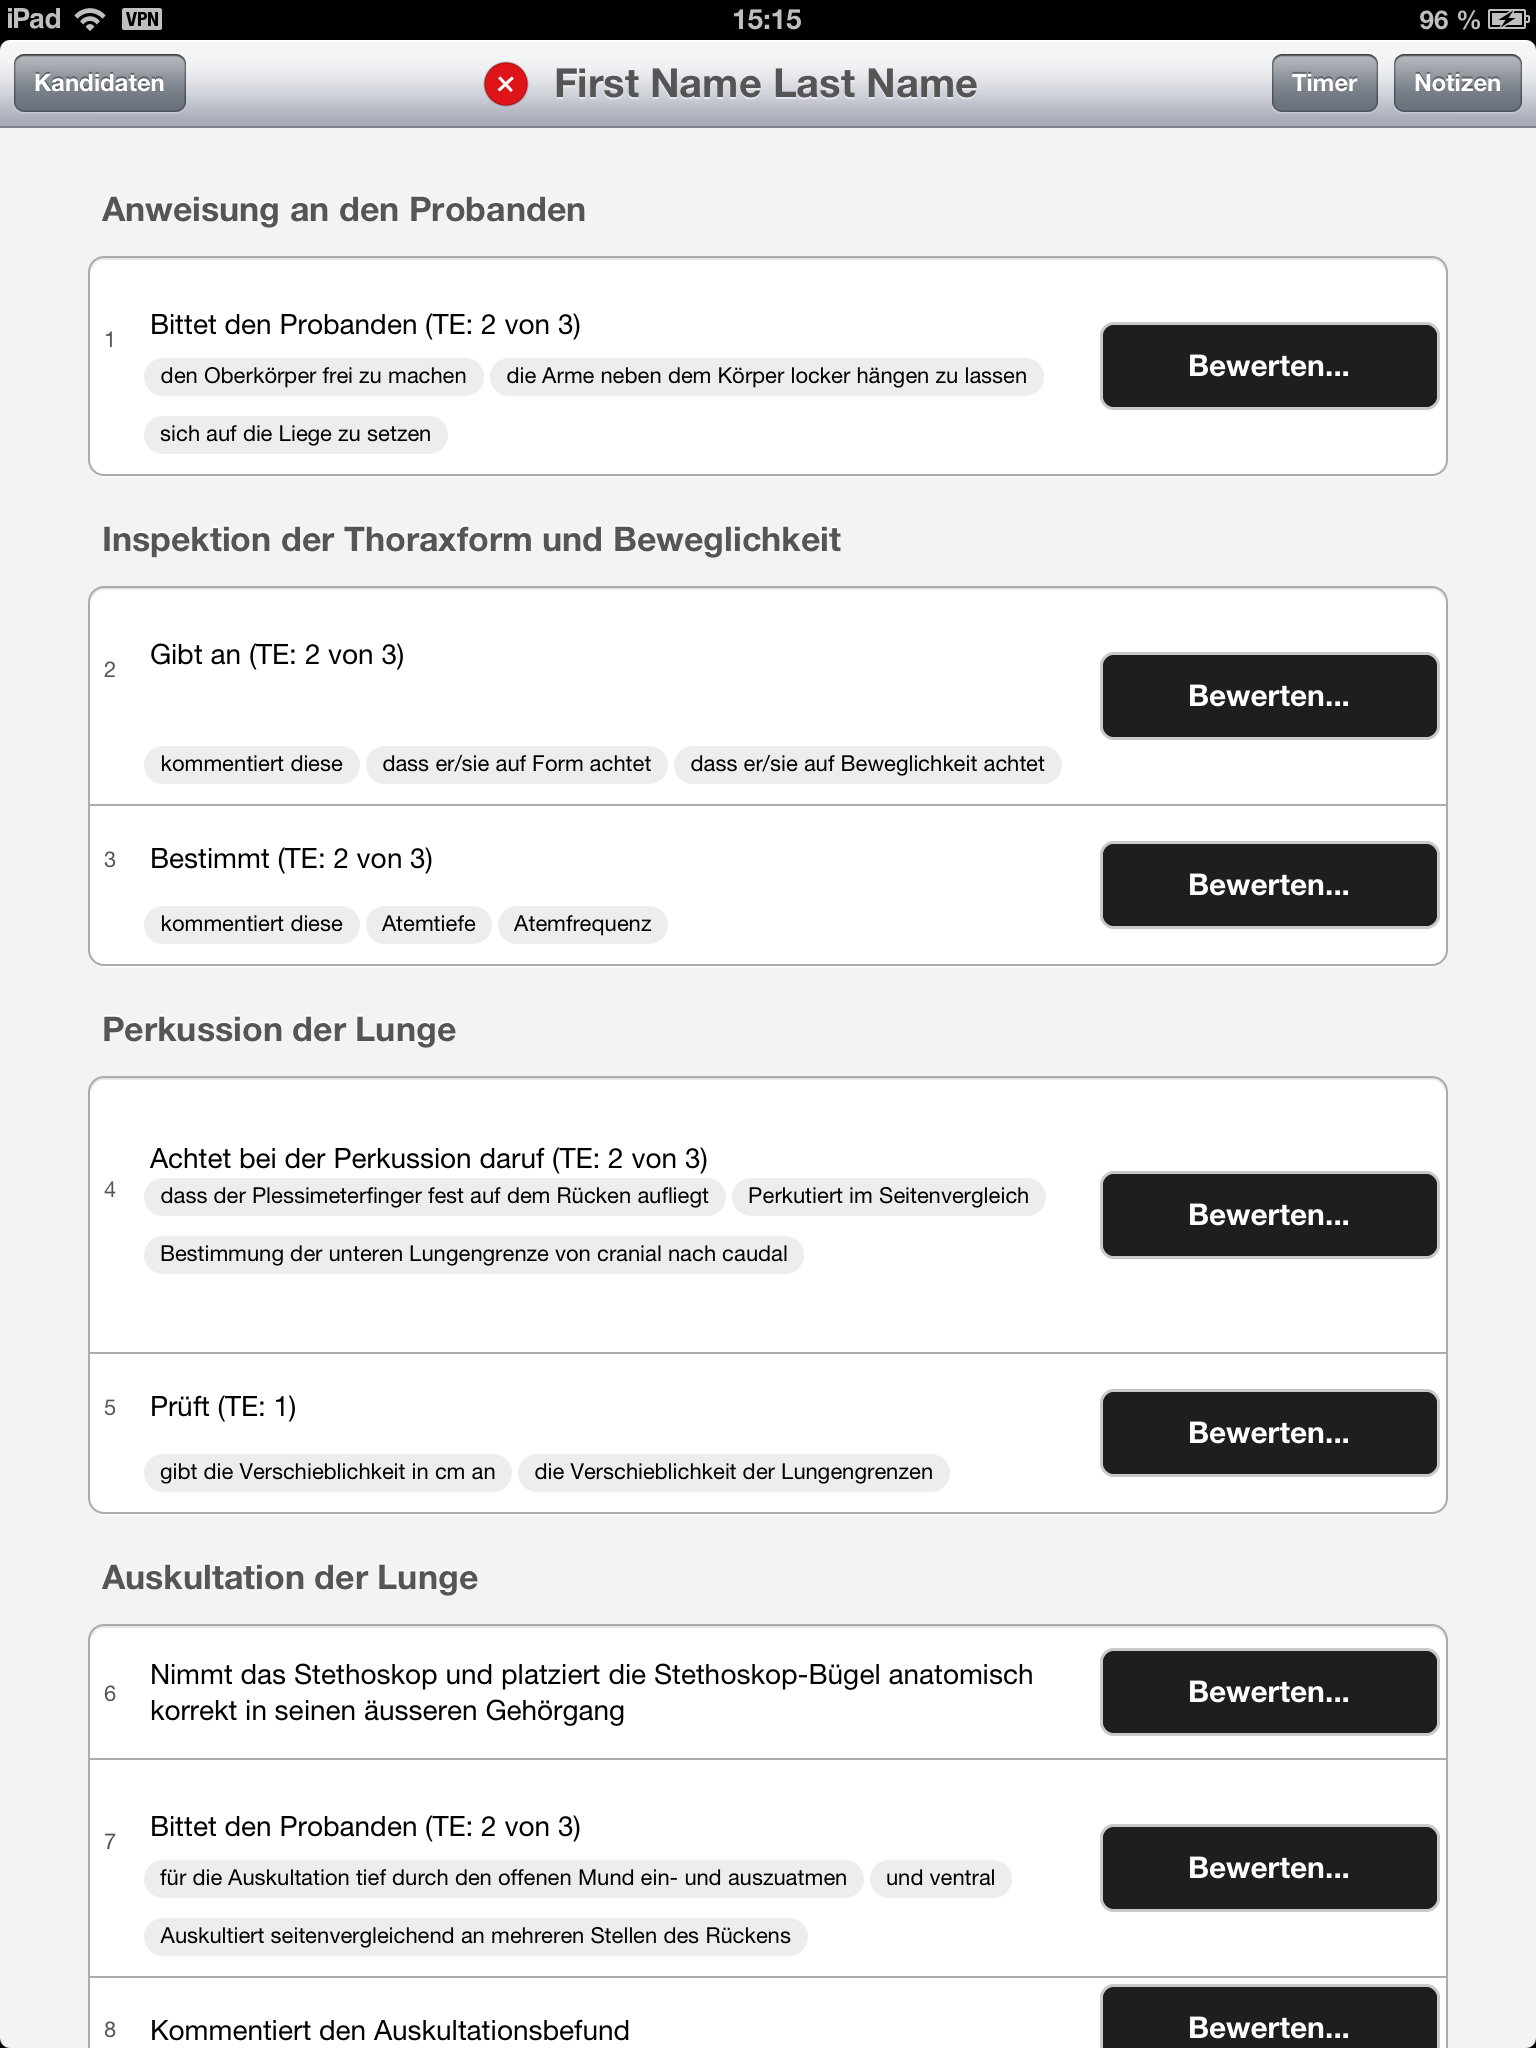 iPad VPN 15:15 96 %
Kandidaten First Name Last Name Timer Notizen
Anweisung an den Probanden
1 Bittet den Probanden (TE: 2 von 3) Bewerten...
den Oberkörper frei zu machen die Arme neben dem Körper locker hängen zu lassen
sich auf die Liege zu setzen
Inspektion der Thoraxform und Beweglichkeit
2 Gibt an (TE: 2 von 3) Bewerten...
kommentiert diese dass er/sie auf Form achtet dass er/sie auf Beweglichkeit achtet
3 Bestimmt (TE: 2 von 3) Bewerten...
kommentiert diese Atemtiefe Atemfrequenz
Perkussion der Lunge
4 Achtet bei der Perkussion daruf (TE: 2 von 3) Bewerten...
dass der Plessimeterfinger fest auf dem Rücken aufliegt Perkutiert im Seitenvergleich
Bestimmung der unteren Lungengrenze von cranial nach caudal
5 Prüft (TE: 1) Bewerten...
gibt die Verschieblichkeit in cm an die Verschieblichkeit der Lungengrenzen
Auskultation der Lunge
6 Nimmt das Stethoskop und platziert die Stethoskop-Bügel anatomisch Bewerten...
korrekt in seinen äusseren Gehörgang
7 Bittet den Probanden (TE: 2 von 3) Bewerten...
für die Auskultation tief durch den offenen Mund ein- und auszuatmen und ventral
Auskultiert seitenvergleichend an mehreren Stellen des Rückens
8 Kommentiert den Auskultationsbefund Bewerten...